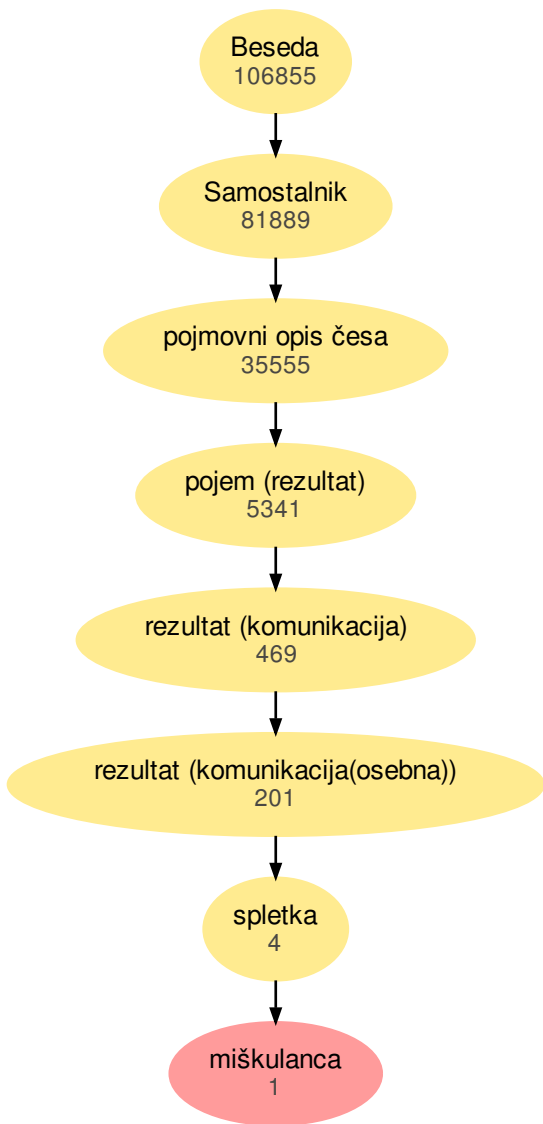 Beseda
106855
Samostalnik
81889
pojmovni opis česa
35555
pojem (rezultat)
5341
rezultat (komunikacija)
469
rezultat (komunikacija(osebna))
201
spletka
4
miškulanca
1